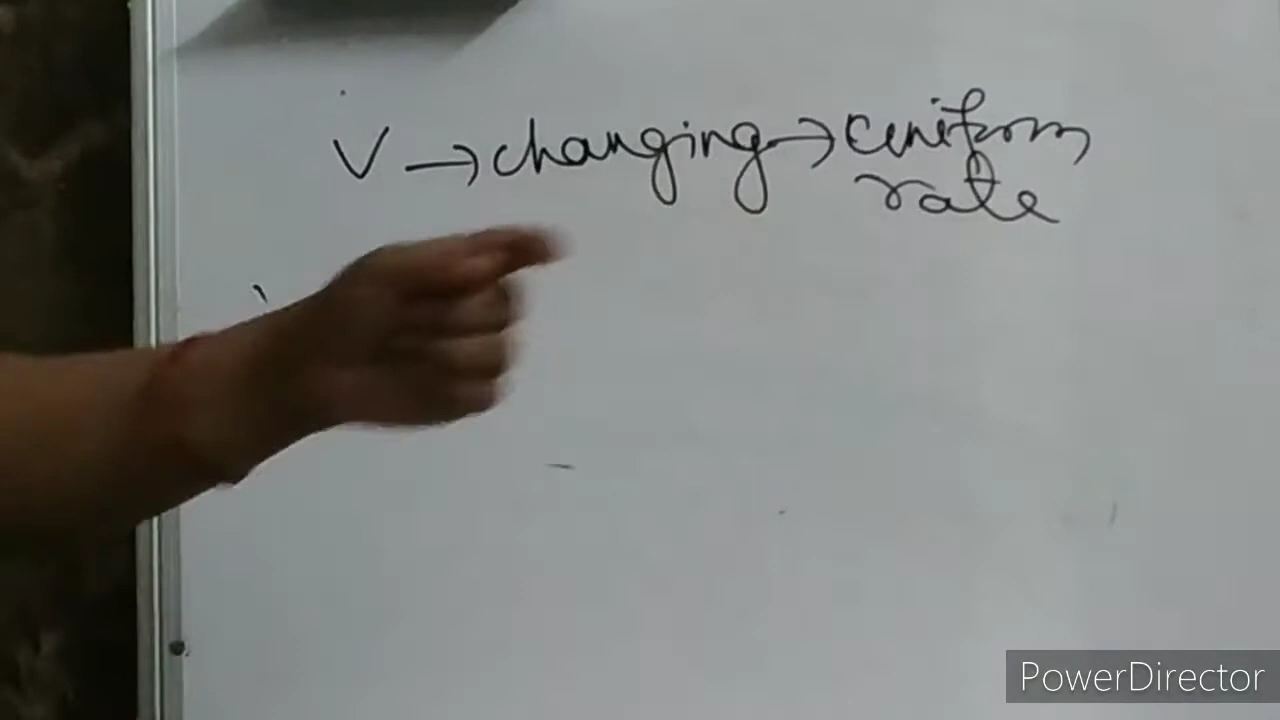 V → changing → uniform
rate
PowerDirector